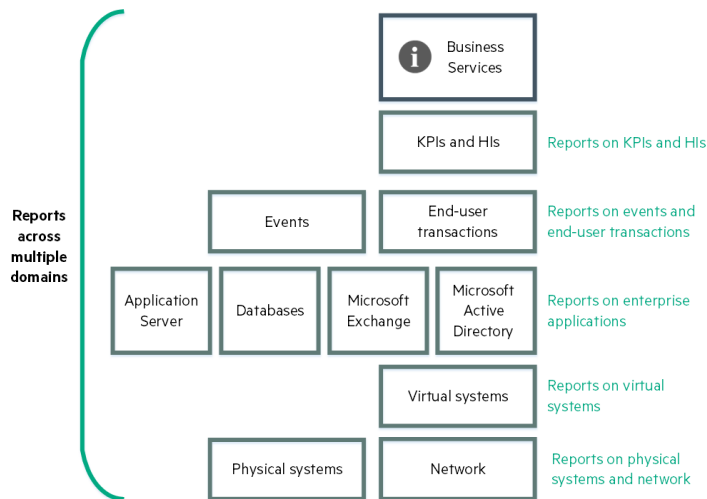 Business
Services
KPIs and HIs
Reports on KPIs and HIs
Reports
across
multiple
domains
Events
End-user
transactions
Reports on events and
end-user transactions
Application
Server
Databases
Microsoft
Exchange
Microsoft
Active
Directory
Reports on enterprise
applications
Virtual systems
Reports on virtual
systems
Physical systems
Network
Reports on physical
systems and network